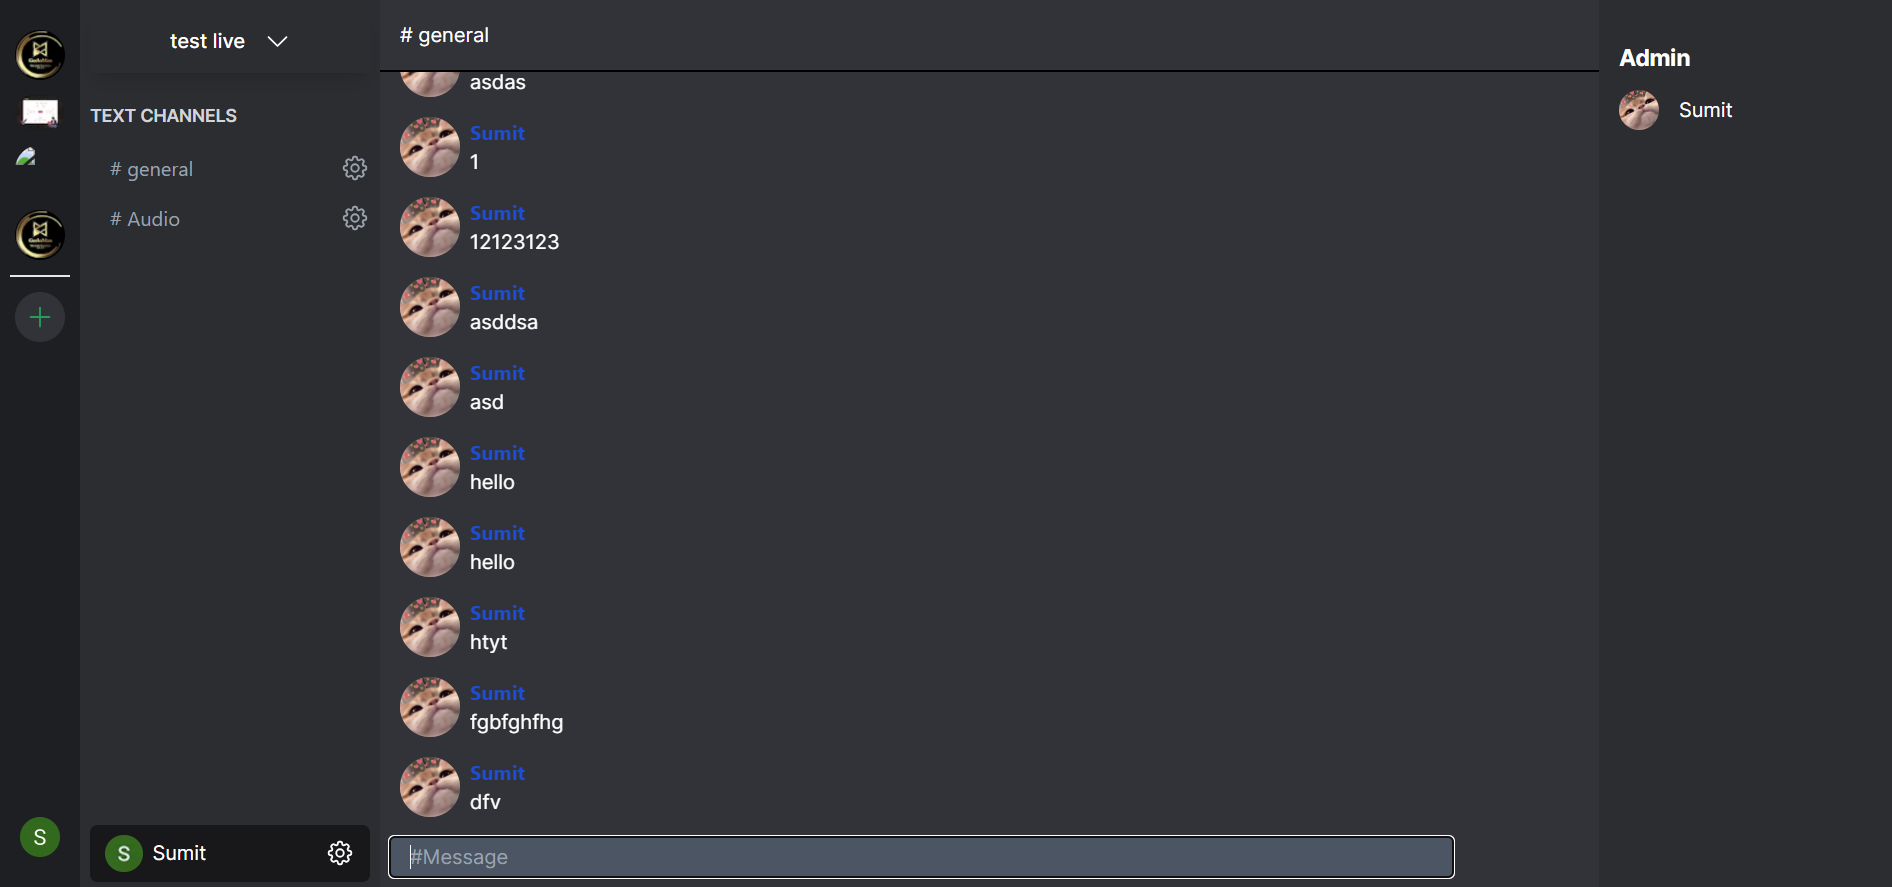 test live
TEXT CHANNELS
# general
# Audio
S
S
Sumit
# general
asdas
Sumit
1
Sumit
12123123
Sumit
asddsa
Sumit
asd
Sumit
hello
Sumit
hello
Sumit
htyt
Sumit
fgbfghfhg
Sumit
dfv
#Message
Admin
Sumit